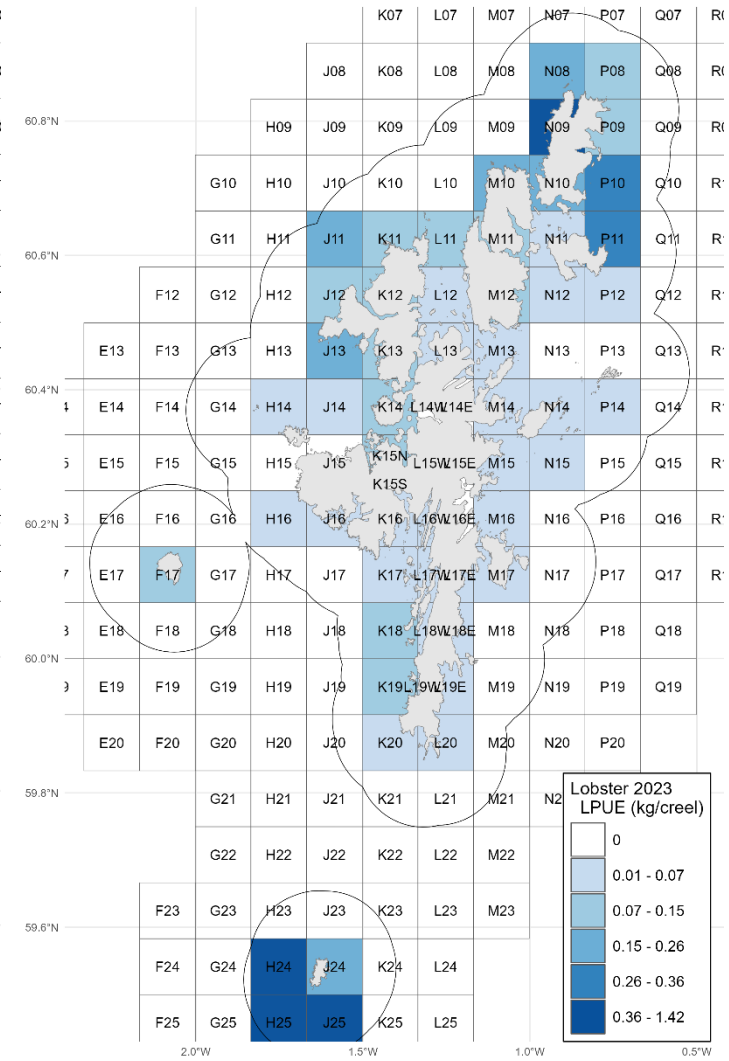 K07 L07 M07 N07 P07 Q07
J08 K08 L08 M08 N08 P08 Q08
60.8°N H09 J09 K09 L09 M09 N09 P09 Q09
G10 H10 J10 K10 L10 M10 N10 P10 Q10
60.6°N G11 H11 J11 K11 L11 M11 N11 P11 Q11
F12 G12 H12 J12 K12 L12 M12 N12 P12 Q12
E13 F13 G13 H13 J13 K13 L13 M13 N13 P13 Q13
60.4°N E14 F14 G14 H14 J14 K14 L14W L14E M14 N14 P14 Q14
E15 F15 G15 H15 J15 K15N L15W L15E M15 N15 P15 Q15
K15S
60.2°N E16 F16 G16 H16 J16 K16 L16W L16E M16 N16 P16 Q16
E17 F17 G17 H17 J17 K17 L17W L17E M17 N17 P17 Q17
60.0°N E18 F18 G18 H18 J18 K18 L18W L18E M18 N18 P18 Q18
E19 F19 G19 H19 J19 K19 L19W L19E M19 N19 P19 Q19
E20 F20 G20 H20 J20 K20 L20 M20 N20 P20
59.8°N G21 H21 J21 K21 L21 M21
G22 H22 J22 K22 L22 M22
59.6°N F23 G23 H23 J23 K23 L23 M23
F24 G24 H24 J24 K24 L24
F25 G25 H25 J25 K25 L25
2.0°W 1.5°W 1.0°W 0.5°W
Lobster 2023
LPUE (kg/creel)
0
0.01 - 0.07
0.07 - 0.15
0.15 - 0.26
0.26 - 0.36
0.36 - 1.42